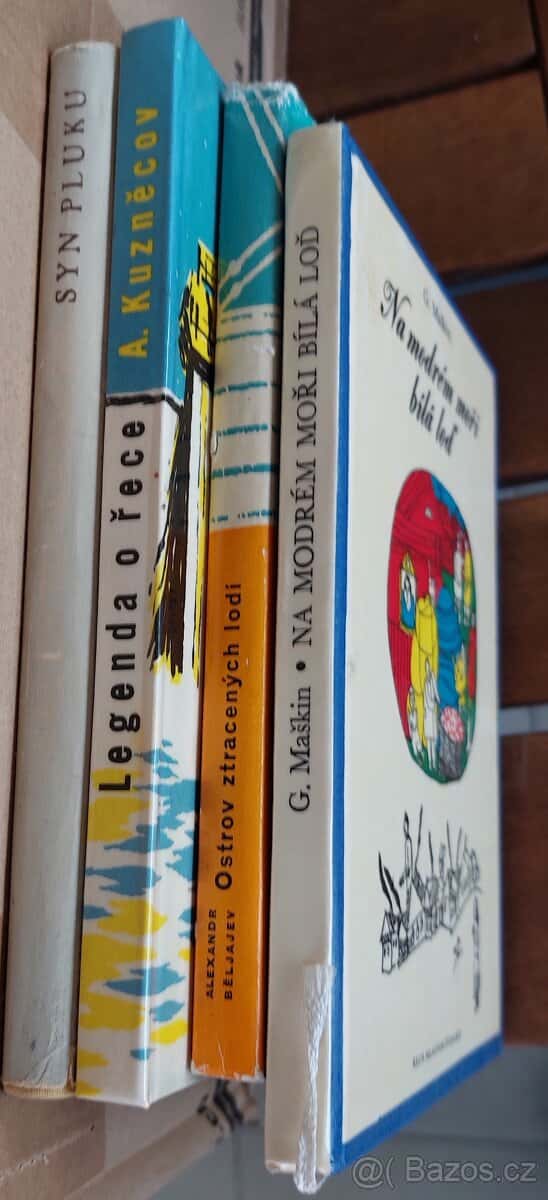 SYN PLUKU
A. Kuzněcov
Legenda o řece
ALEXANDR
BĚLJAJEV
Ostrov ztracených lodí
G. Maškin • NA MODRÉM MOŘI BÍLÁ LOĎ
G. Maškin
Na modrém moři
bílá loď
@( Bazos.cz